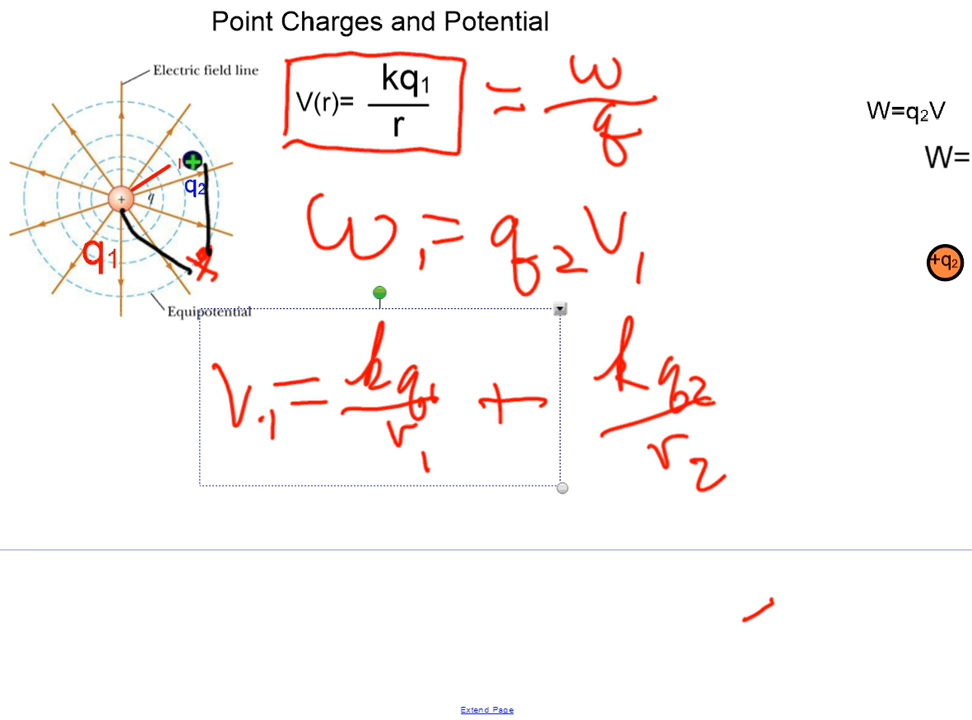 Point Charges and Potential
Electric field line
V(r)= kq1
r
= w
q
W=q2V
W=
+
q2
+
q
q1
w1 = q2V1
+q2
Equipotential
V1 = kq1
r1
+ kq2
r2
Extend Page